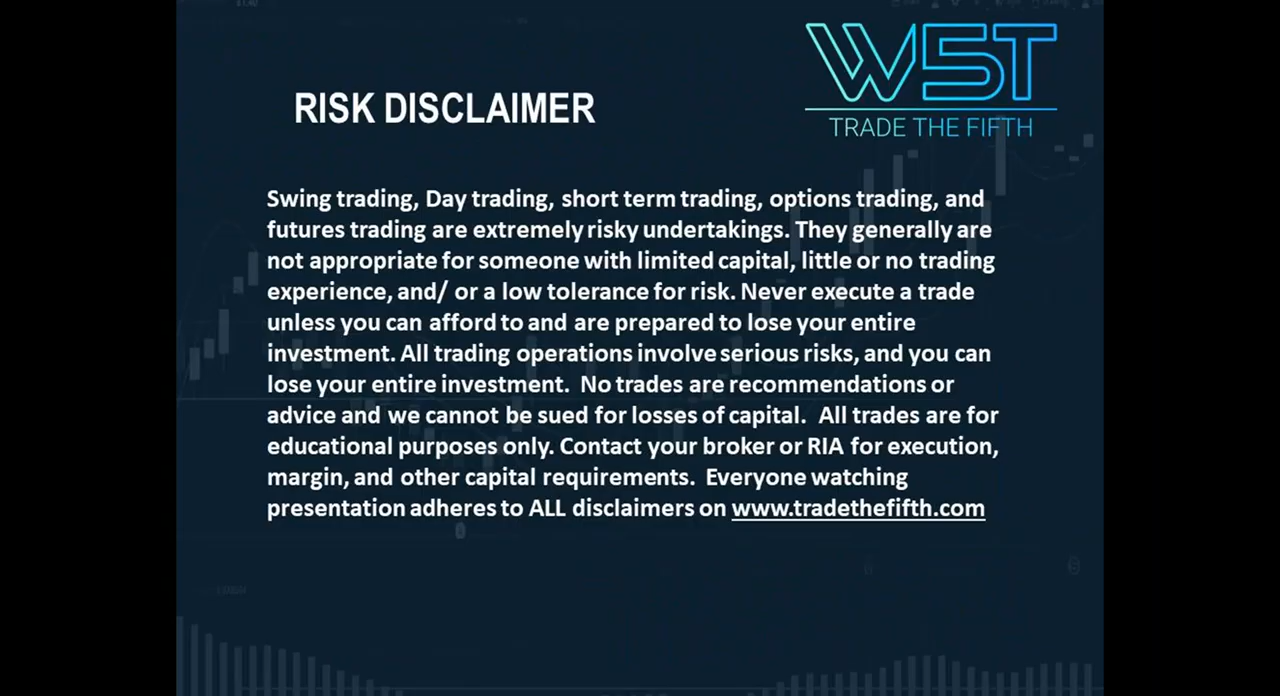 W5T
TRADE THE FIFTH
RISK DISCLAIMER
Swing trading, Day trading, short term trading, options trading, and
futures trading are extremely risky undertakings. They generally are
not appropriate for someone with limited capital, little or no trading
experience, and/ or a low tolerance for risk. Never execute a trade
unless you can afford to and are prepared to lose your entire
investment. All trading operations involve serious risks, and you can
lose your entire investment.  No trades are recommendations or
advice and we cannot be sued for losses of capital.  All trades are for
educational purposes only. Contact your broker or RIA for execution,
margin, and other capital requirements.  Everyone watching
presentation adheres to ALL disclaimers on www.tradethefifth.com